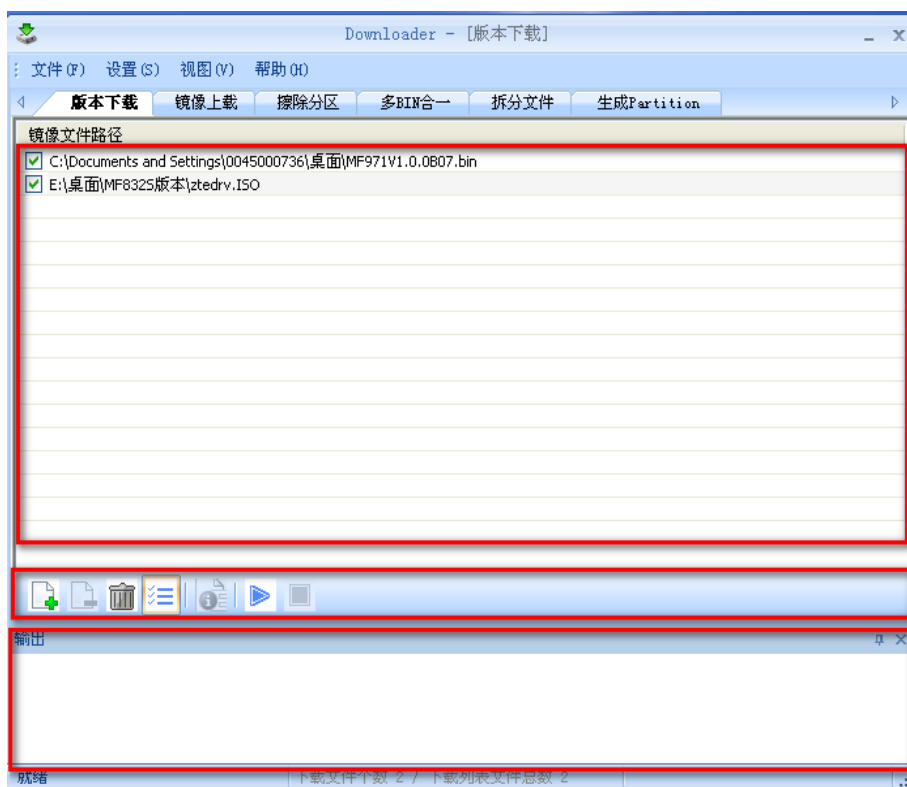 Downloader - [版本下载]
文件(F) 设置(S) 视图(V) 帮助(H)
版本下载 镜像上载 擦除分区 多BIN合一 拆分文件 生成Partition
镜像文件路径
C:\Documents and Settings\0045000736\桌面\MF971V1.0.0B07.bin
E:\桌面\MF832S版本\ztedrv.ISO
输出
就绪 下载文件个数 2 / 下载列表文件总数 2